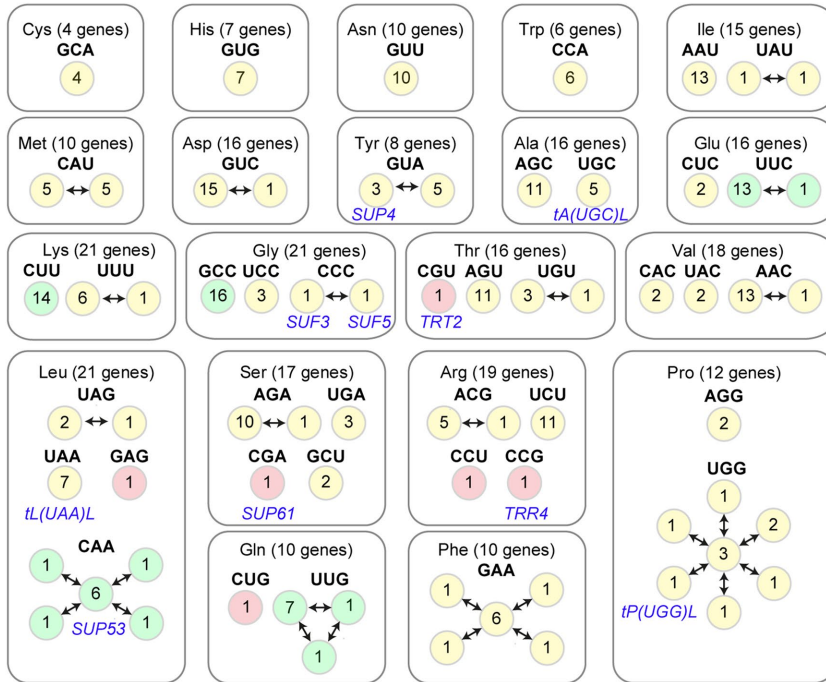 Cys (4 genes)
GCA
4
His (7 genes)
GUG
7
Asn (10 genes)
GUU
10
Trp (6 genes)
CCA
6
Ile (15 genes)
AAU UAU
13 1 1
Met (10 genes)
CAU
5 5
Asp (16 genes)
GUC
15 1
Tyr (8 genes)
GUA
3 5
SUP4
Ala (16 genes)
AGC UGC
11 5
tA(UGC)L
Glu (16 genes)
CUC UUC
2 13 1
Lys (21 genes)
CUU UUU
14 6 1
Gly (21 genes)
GCC UCC CCC
16 3 1 1
SUF3 SUF5
Thr (16 genes)
CGU AGU UGU
1 11 3 1
TRT2
Val (18 genes)
CAC UAC AAC
2 2 13 1
Leu (21 genes)
UAG
2 1
UAA GAG
7 1
tL(UAA)L
CAA
1 1
6
1 1
SUP53
Ser (17 genes)
AGA UGA
10 1 3
CGA GCU
1 2
SUP61
Arg (19 genes)
ACG UCU
5 1 11
CCU CCG
1 1
TRR4
Pro (12 genes)
AGG
2
UGG
1
1 2
3
1 1
tP(UGG)L
1
Gln (10 genes)
CUG UUG
1 7 1
1
Phe (10 genes)
GAA
1 1
6
1 1